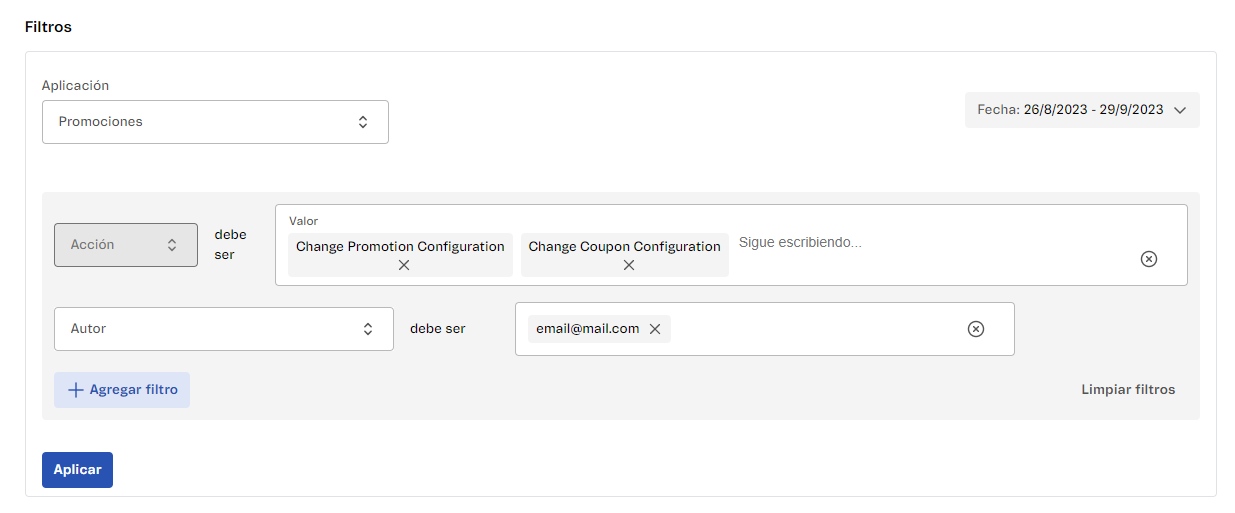 Filtros
Aplicación
Promociones
Fecha: 26/8/2023 - 29/9/2023
Acción
debe
ser
Valor
Change Promotion Configuration
Change Coupon Configuration
Sigue escribiendo...
Autor
debe ser
email@mail.com
Agregar filtro
Limpiar filtros
Aplicar